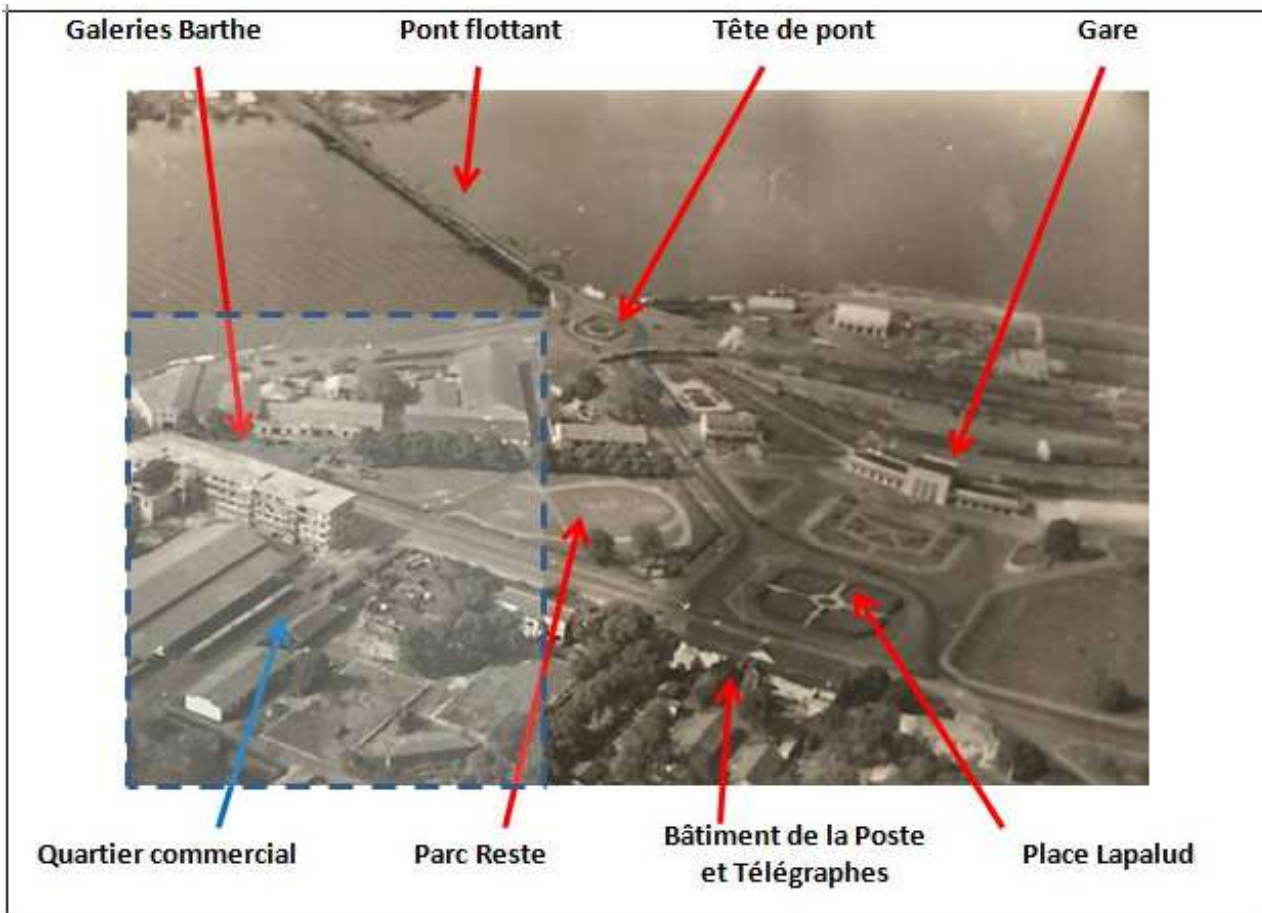 Galeries Barthe
Pont flottant
Tête de pont
Gare
Quartier commercial
Parc Reste
Bâtiment de la Poste
et Télégraphes
Place Lapalud